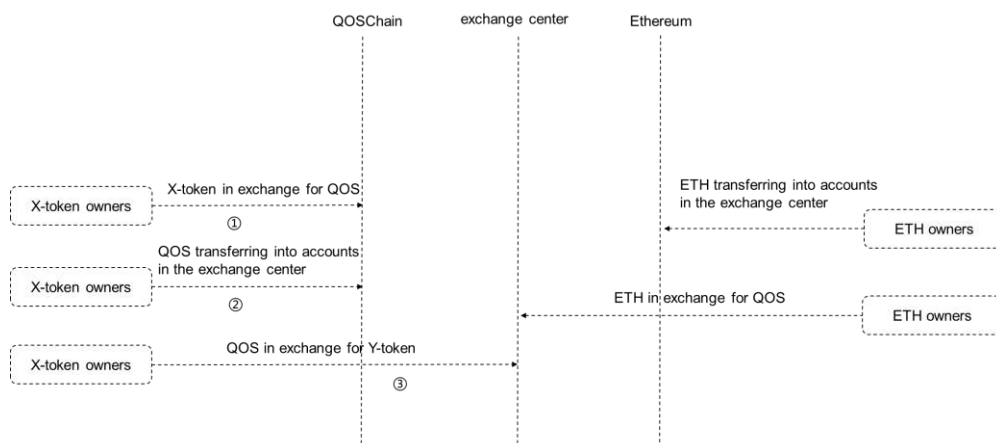 QOSChain
exchange center
Ethereum
X-token in exchange for QOS
X-token owners
①
ETH transferring into accounts
in the exchange center
ETH owners
QOS transferring into accounts
in the exchange center
X-token owners
②
ETH in exchange for QOS
ETH owners
QOS in exchange for Y-token
X-token owners
③